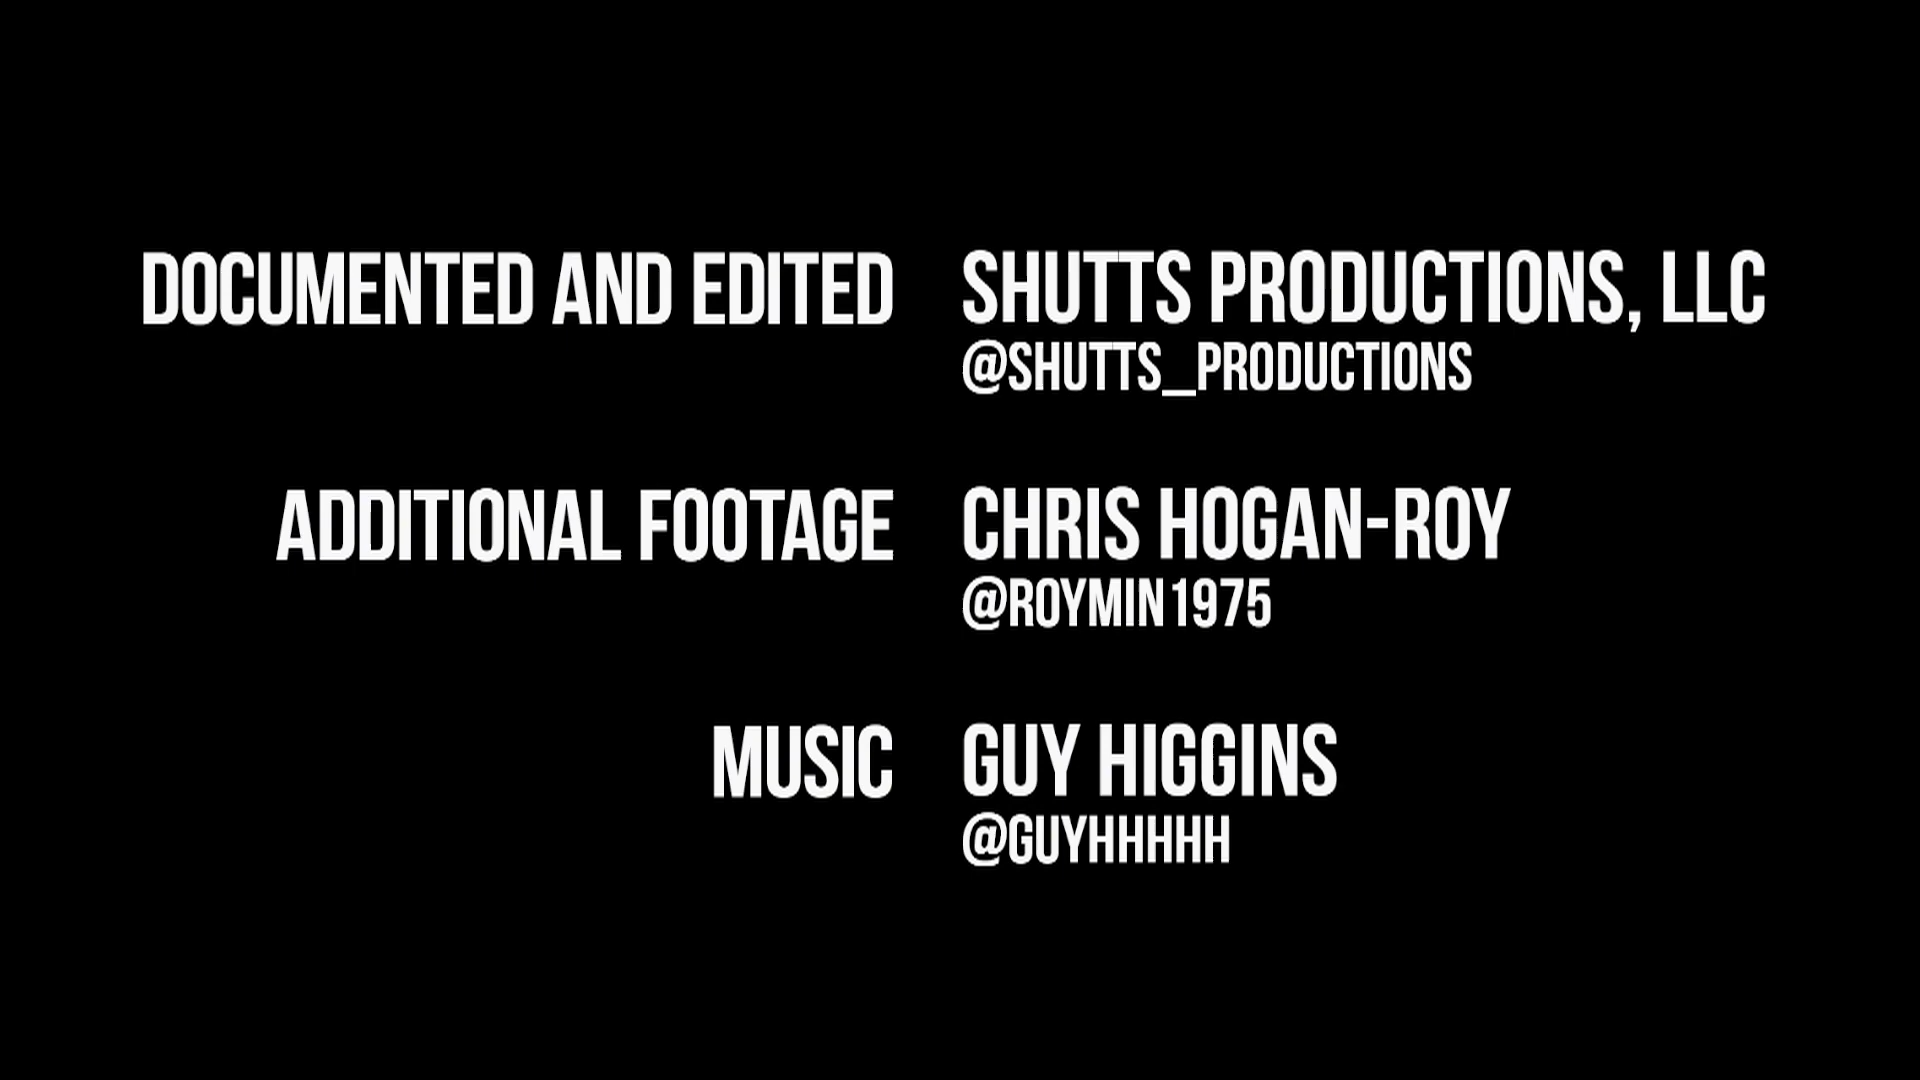 DOCUMENTED AND EDITED SHUTTS PRODUCTIONS, LLC
@SHUTTS_PRODUCTIONS
ADDITIONAL FOOTAGE CHRIS HOGAN-ROY
@ROYMIN1975
MUSIC GUY HIGGINS
@GUYHHHHH